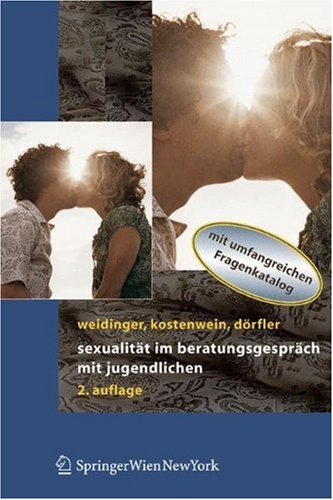 mit umfangreichen
Fragenkatalog
weidinger, kostenwein, dörfler
sexualität im beratungsgespräch
mit jugendlichen
2. auflage
SpringerWienNewYork